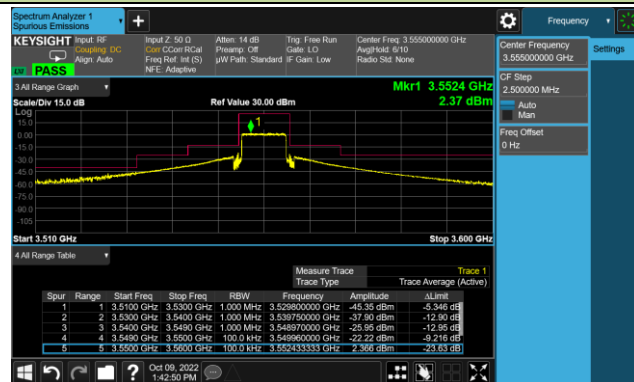 Spectrum Analyzer 1
Spurious Emissions
Frequency
KEYSIGHT Input: RF
Coupling: DC
Align: Auto
Input Z: 50 Ω
Corr CCorr RCal
Freq Ref: Int (S)
NFE: Adaptive
Atten: 14 dB
Preamp: Off
µW Path: Standard
Trig: Free Run
Gate: LO
IF Gain: Low
Center Freq: 3.555000000 GHz
Avg|Hold: 6/10
Radio Std: None
PASS
Center Frequency
3.555000000 GHz
Settings
CF Step
2.500000 MHz
Auto
Man
Freq Offset
0 Hz
3 All Range Graph
Mkr1 3.5524 GHz
2.37 dBm
Scale/Div 15.0 dB
Ref Value 30.00 dBm
Log
15.0
0.00
-15.0
-30.0
-45.0
-60.0
-75.0
-90.0
-105
1
Start 3.510 GHz
Stop 3.600 GHz
4 All Range Table
Measure Trace Trace 1
Trace Type Trace Average (Active)
Spur Range Start Freq Stop Freq RBW Frequency Amplitude ΔLimit
1 1 3.5100 GHz 3.5300 GHz 1.000 MHz 3.52980000 GHz -45.35 dBm -5.346 dB
2 2 3.5300 GHz 3.5400 GHz 1.000 MHz 3.539750000 GHz -37.90 dBm -12.90 dB
3 3 3.5400 GHz 3.5490 GHz 1.000 MHz 3.548970000 GHz -25.95 dBm -12.95 dB
4 4 3.5490 GHz 3.5500 GHz 100.0 kHz 3.549960000 GHz -22.22 dBm -9.216 dB
5 5 3.5500 GHz 3.5600 GHz 100.0 kHz 3.552433333 GHz 2.366 dBm -23.63 dB
Oct 09, 2022
1:42:50 PM